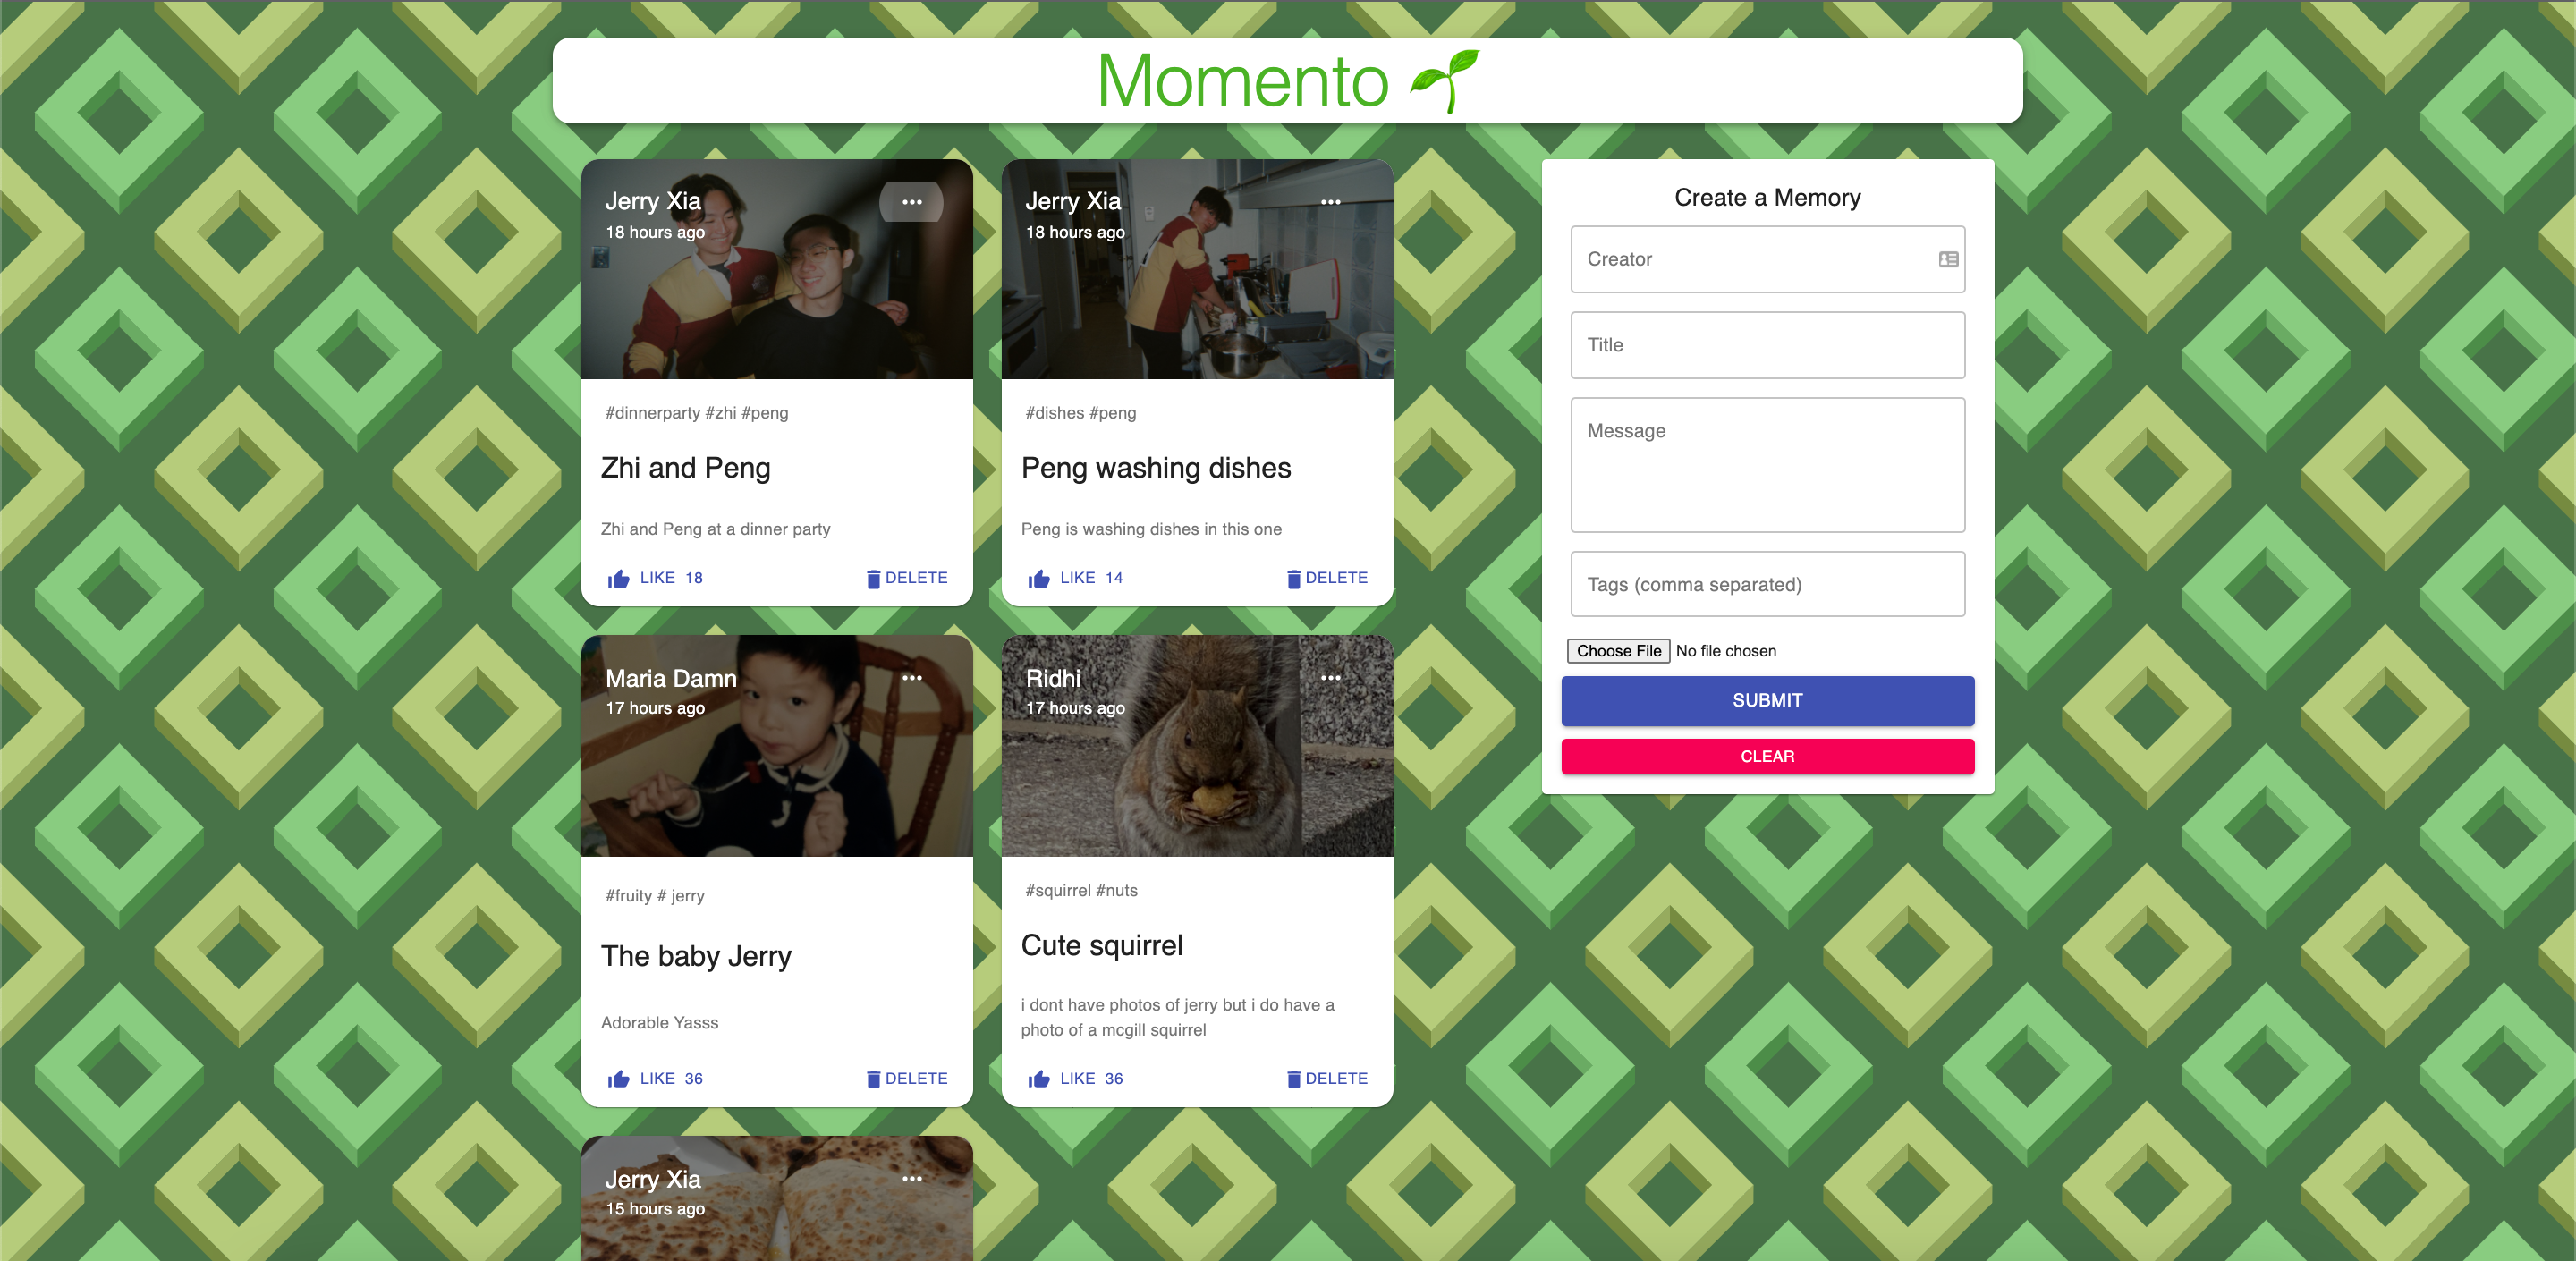 Momento
Jerry Xia
18 hours ago
#dinnerparty #zhi #peng
Zhi and Peng
Zhi and Peng at a dinner party
LIKE 18 DELETE
Jerry Xia
18 hours ago
#dishes #peng
Peng washing dishes
Peng is washing dishes in this one
LIKE 14 DELETE
Maria Damn
17 hours ago
J
#fruity # jerry
The baby Jerry
Adorable Yasss
LIKE 36 DELETE
Ridhi
17 hours ago
#squirrel #nuts
Cute squirrel
i dont have photos of jerry but i do have a
photo of a mcgill squirrel
LIKE 36 DELETE
Jerry Xia
15 hours ago
Create a Memory
Creator
Title
Message
Tags (comma separated)
Choose File No file chosen
SUBMIT
CLEAR